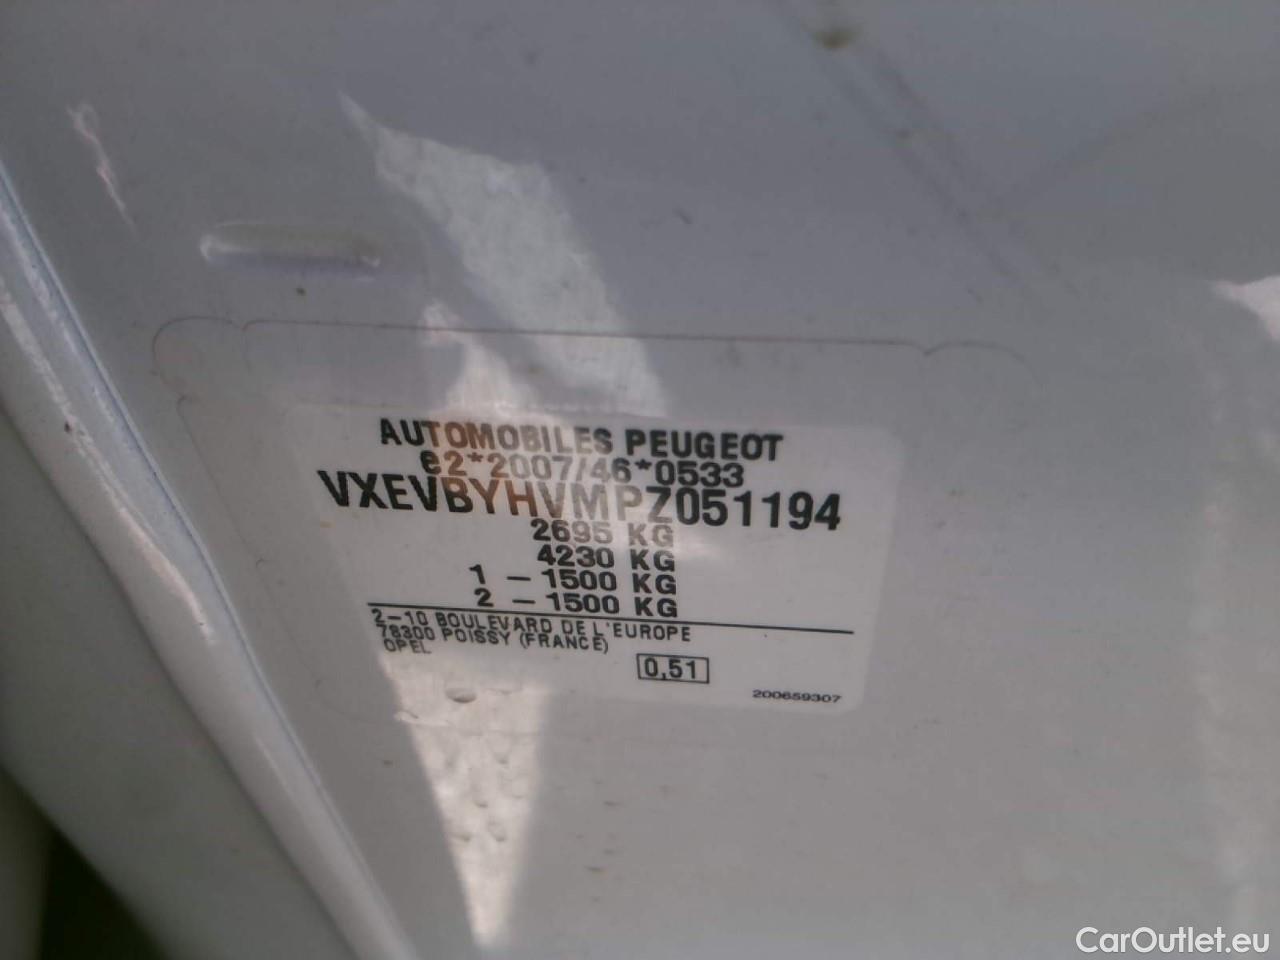 AUTOMOBILES PEUGEOT
e2*2007/46*0533
VXEVBYHVMPZ051194
2695 KG
4230 KG
1 – 1500 KG
2 – 1500 KG
2–10 BOULEVARD DE L'EUROPE
78300 POISSY (FRANCE)
OPEL
0,51
200659307
CarOutlet.eu